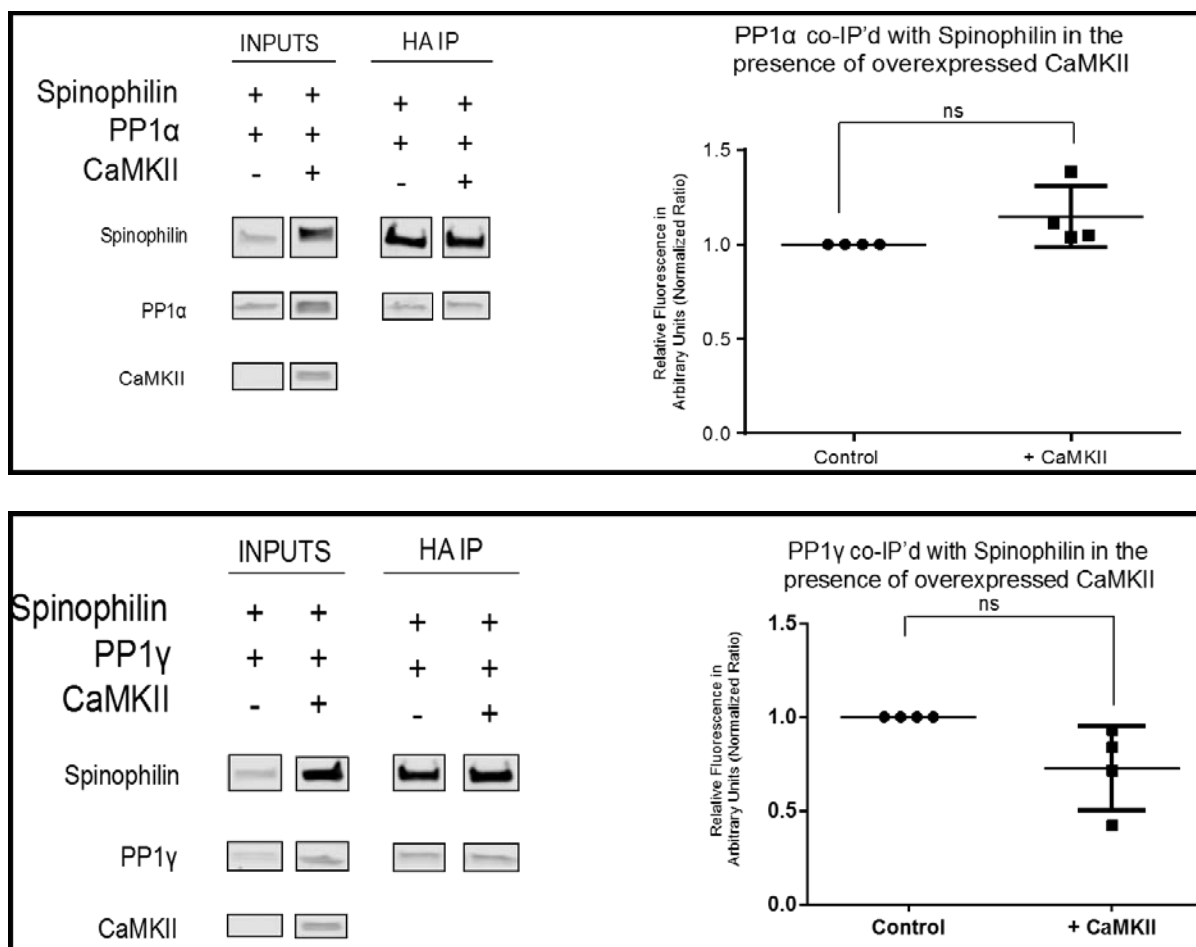 INPUTS HA IP
Spinophilin + + + +
PP1α + + + +
CaMKII - + - +
Spinophilin
PP1α
CaMKII
PP1α co-IP'd with Spinophilin in the
presence of overexpressed CaMKII
ns
Relative Fluorescence in
Arbitrary Units (Normalized Ratio)
1.5
1.0
0.5
0.0
Control + CaMKII
INPUTS HA IP
Spinophilin + + + +
PP1γ + + + +
CaMKII - + - +
Spinophilin
PP1γ
CaMKII
PP1γ co-IP'd with Spinophilin in the
presence of overexpressed CaMKII
ns
Relative Fluorescence in
Arbitrary Units (Normalized Ratio)
1.5
1.0
0.5
0.0
Control + CaMKII